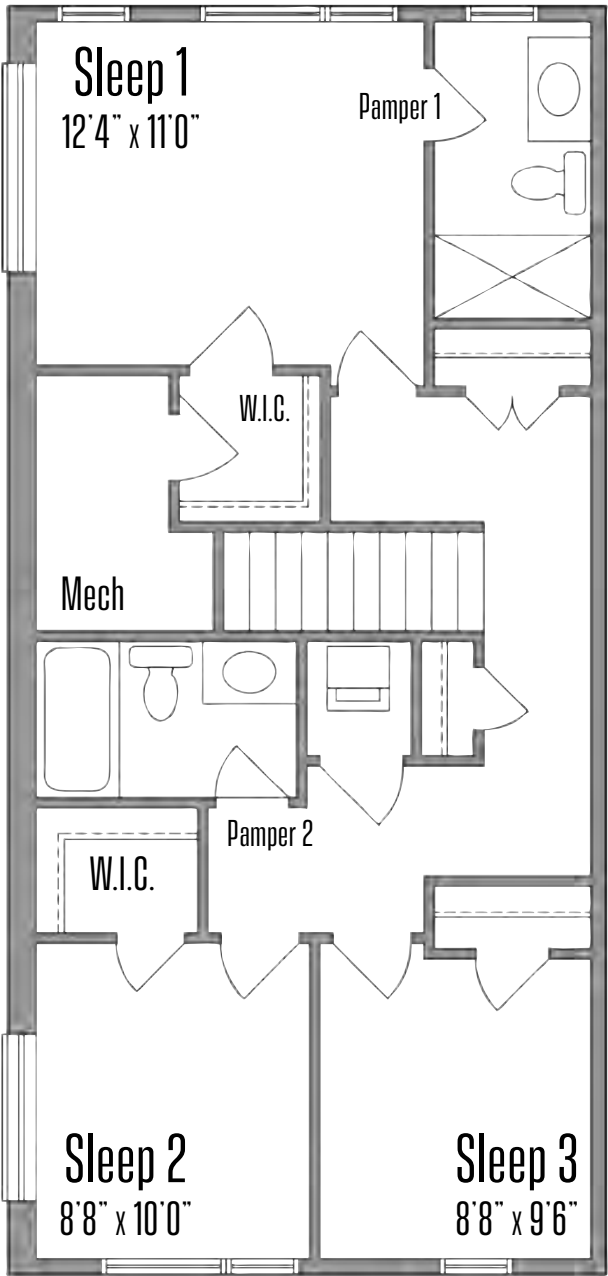 Sleep 1
12'4" x 11'0"
Pamper 1
W.I.C.
Mech
Pamper 2
W.I.C.
Sleep 2
8'8" x 10'0"
Sleep 3
8'8" x 9'6"